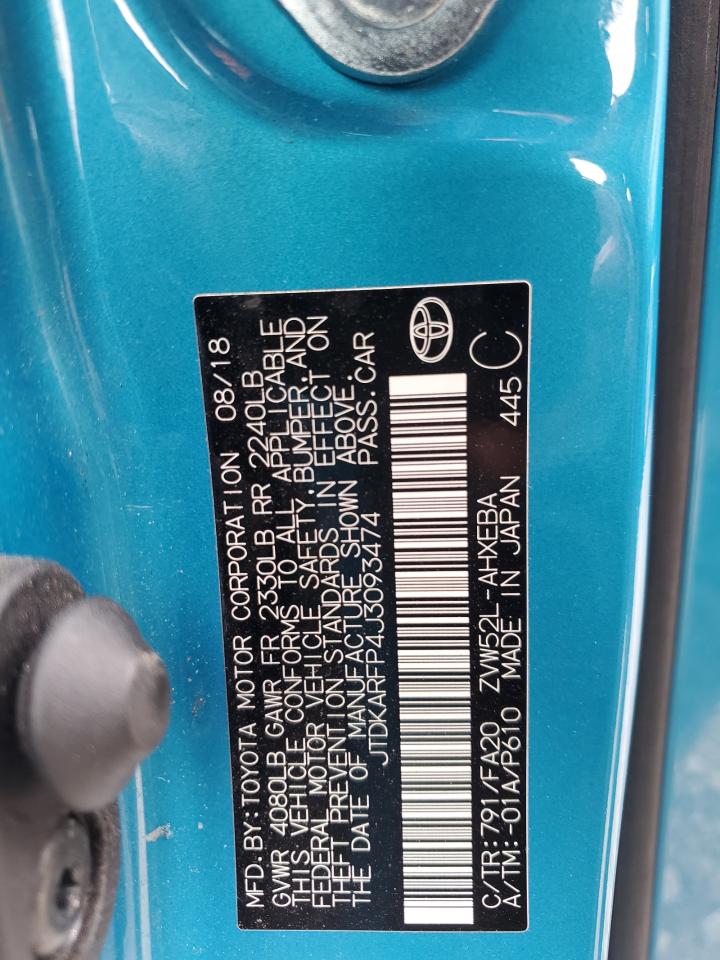 MFD.BY:TOYOTA MOTOR CORPORATION 08/18
GVWR 4080LB GAWR FR 2330LB RR 2240LB
THIS VEHICLE CONFORMS TO ALL APPLICABLE
FEDERAL MOTOR VEHICLE SAFETY,BUMPER,AND
THEFT PREVENTION STANDARDS IN EFFECT ON
THE DATE OF MANUFACTURE SHOWN ABOVE.
JTDKARFP4J3093474 PASS.CAR
C/TR:791/FA20 ZVW52L-AHXEBA
A/TM:-01A/P610 MADE IN JAPAN 445 C